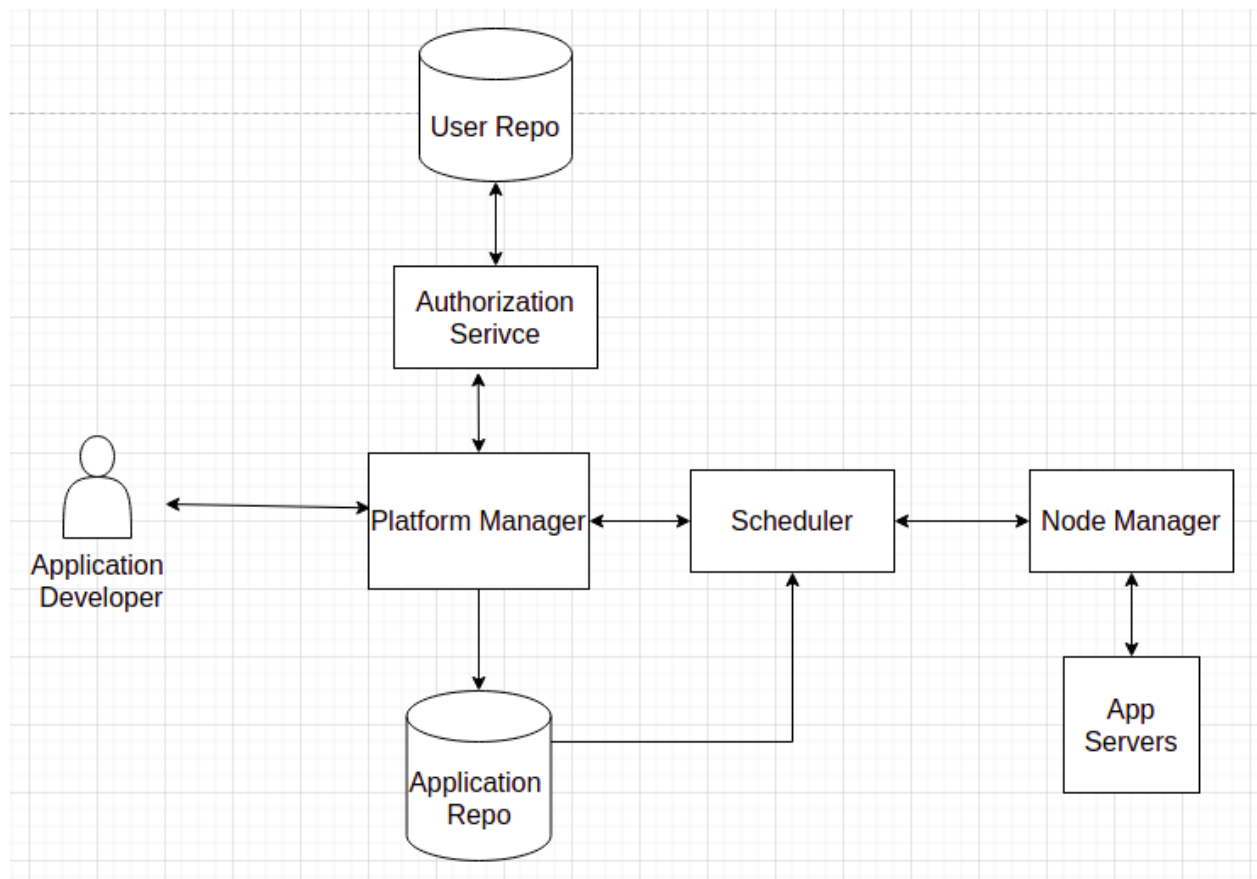 User Repo
Authorization
Serivce
Platform Manager
Scheduler
Node Manager
Application
Developer
App
Servers
Application
Repo